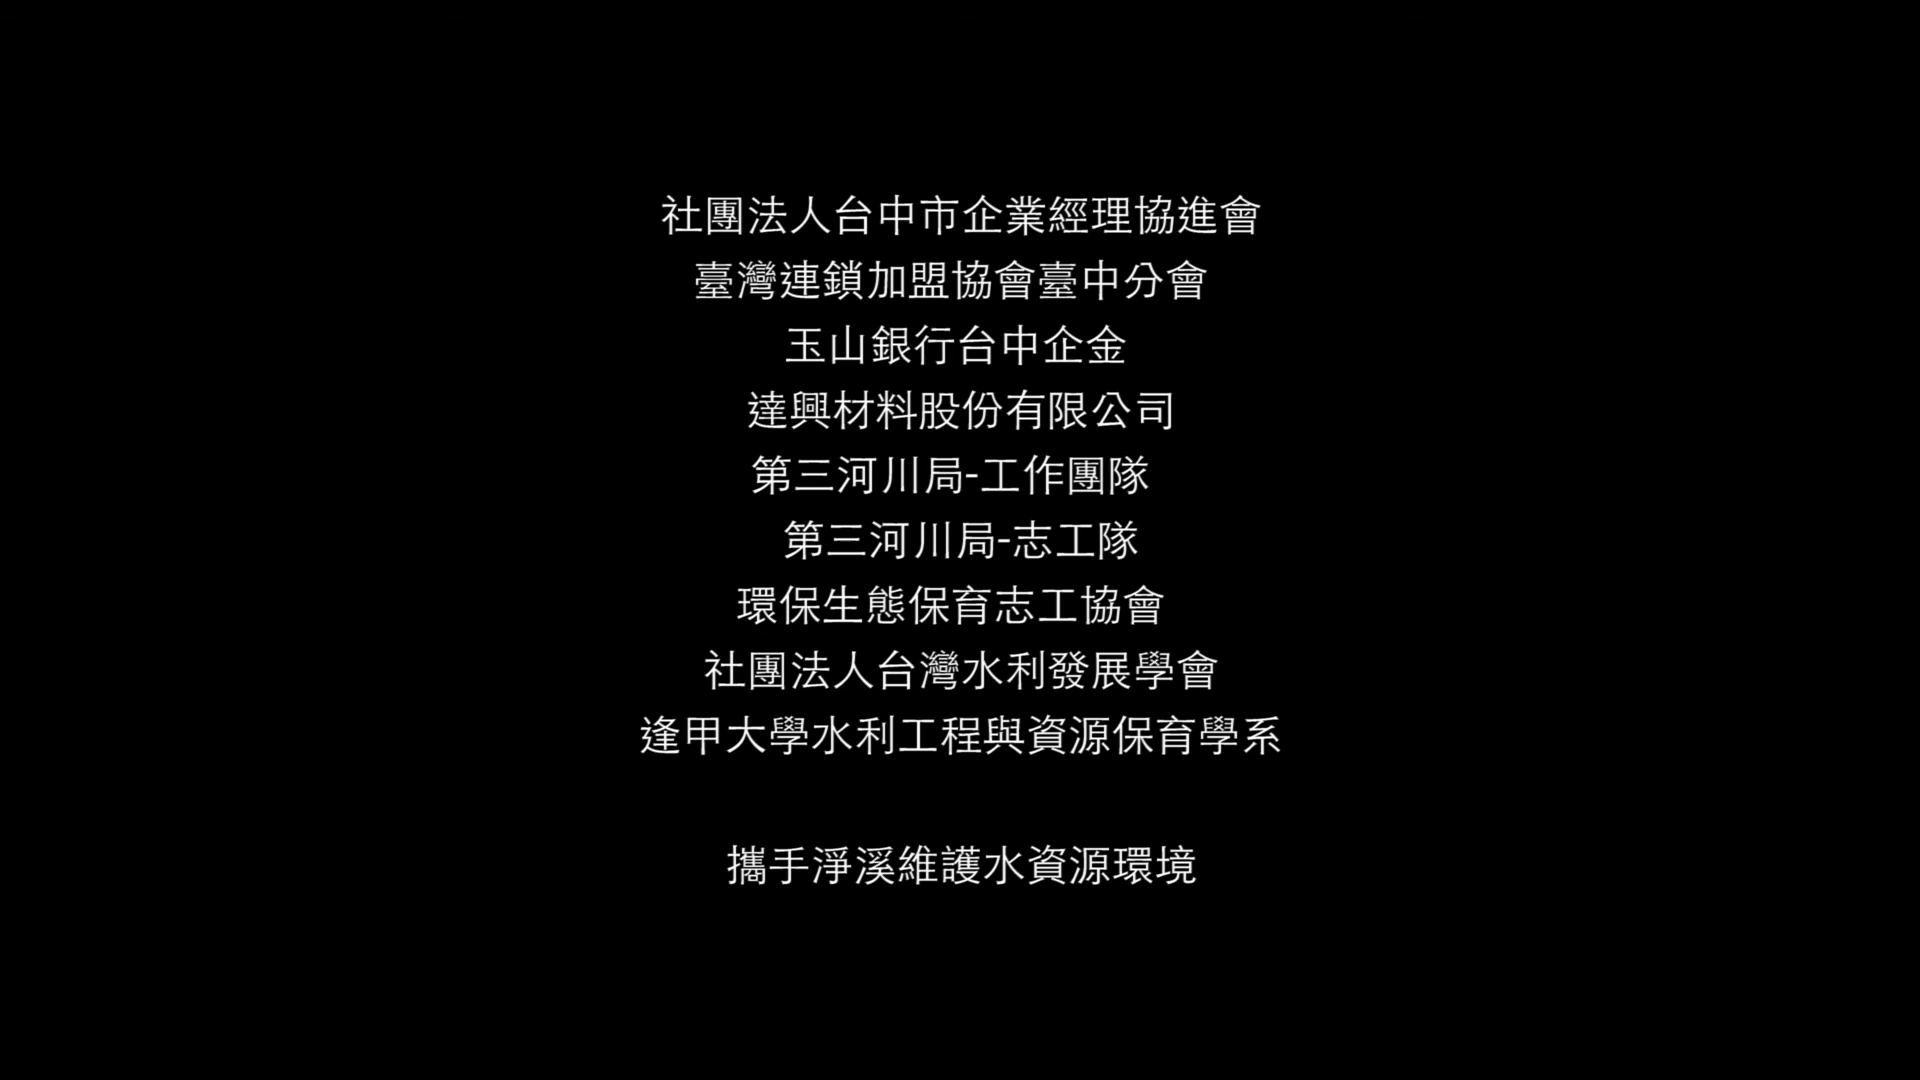 社團法人台中市企業經理協進會
臺灣連鎖加盟協會臺中分會
玉山銀行台中企金
達興材料股份有限公司
第三河川局-工作團隊
第三河川局-志工隊
環保生態保育志工協會
社團法人台灣水利發展學會
逢甲大學水利工程與資源保育學系
攜手淨溪維護水資源環境